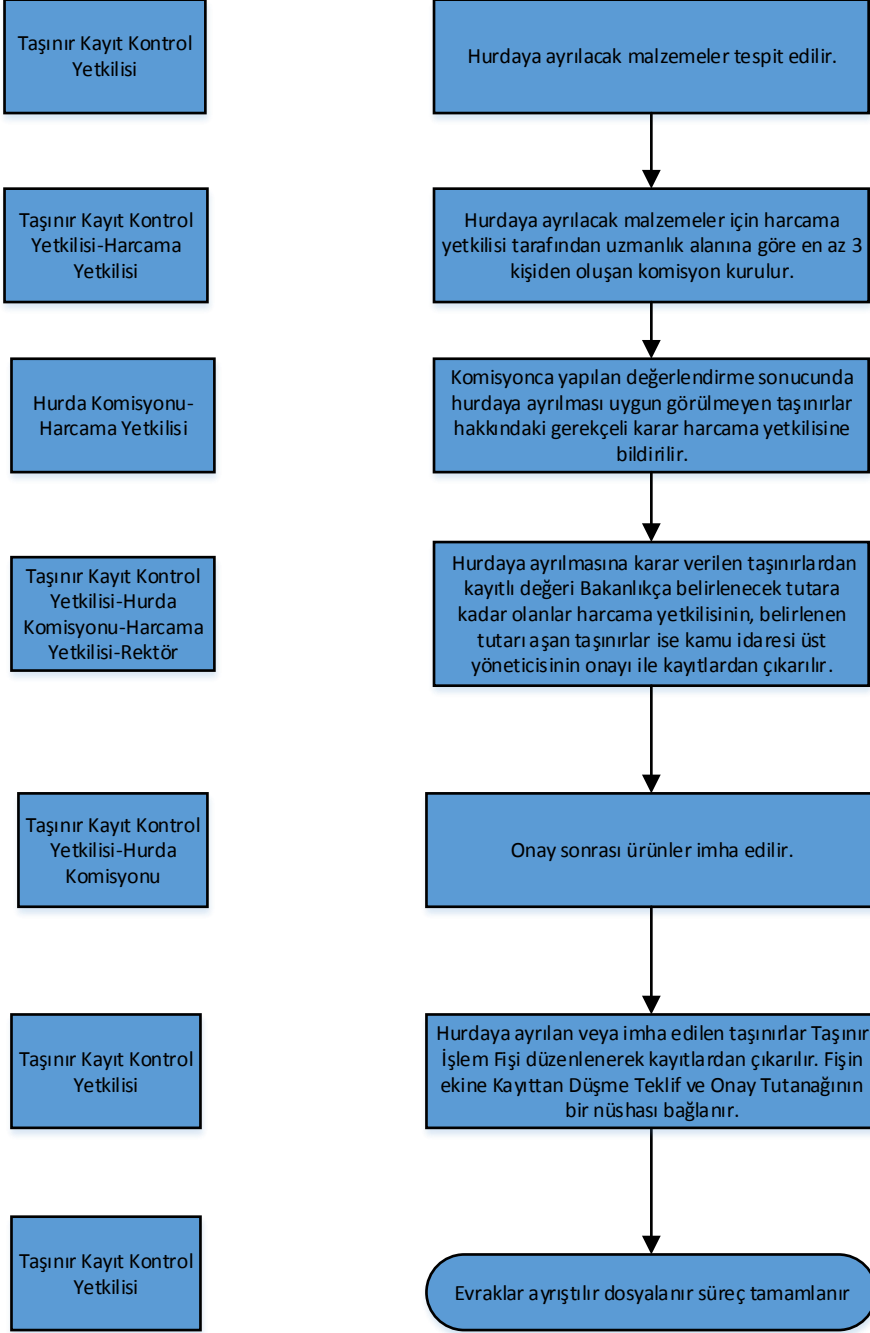 Taşınır Kayıt Kontrol
Yetkilisi
Hurdaya ayrılacak malzemeler tespit edilir.
Taşınır Kayıt Kontrol
Yetkilisi-Harcama
Yetkilisi
Hurdaya ayrılacak malzemeler için harcama
yetkilisi tarafından uzmanlık alanına göre en az 3
kişiden oluşan komisyon kurulur.
Hurda Komisyonu-
Harcama Yetkilisi
Komisyonca yapılan değerlendirme sonucunda
hurdaya ayrılması uygun görülmeyen taşınırlar
hakkındaki gerekçeli karar harcama yetkilisine
bildirilir.
Taşınır Kayıt Kontrol
Yetkilisi-Hurda
Komisyonu-Harcama
Yetkilisi-Rektör
Hurdaya ayrılmasına karar verilen taşınırlardan
kayıtlı değeri Bakanlıkça belirlenecek tutara
kadar olanlar harcama yetkilisinin, belirlenen
tutarı aşan taşınırlar ise kamu idaresi üst
yöneticisinin onayı ile kayıtlardan çıkarılır.
Taşınır Kayıt Kontrol
Yetkilisi-Hurda
Komisyonu
Onay sonrası ürünler imha edilir.
Taşınır Kayıt Kontrol
Yetkilisi
Hurdaya ayrılan veya imha edilen taşınırlar Taşınır
İşlem Fişi düzenlenerek kayıtlardan çıkarılır. Fişin
ekine Kayıttan Düşme Teklif ve Onay Tutanağının
bir nüshası bağlanır.
Taşınır Kayıt Kontrol
Yetkilisi
Evraklar ayrıştılır dosyalanır süreç tamamlanır